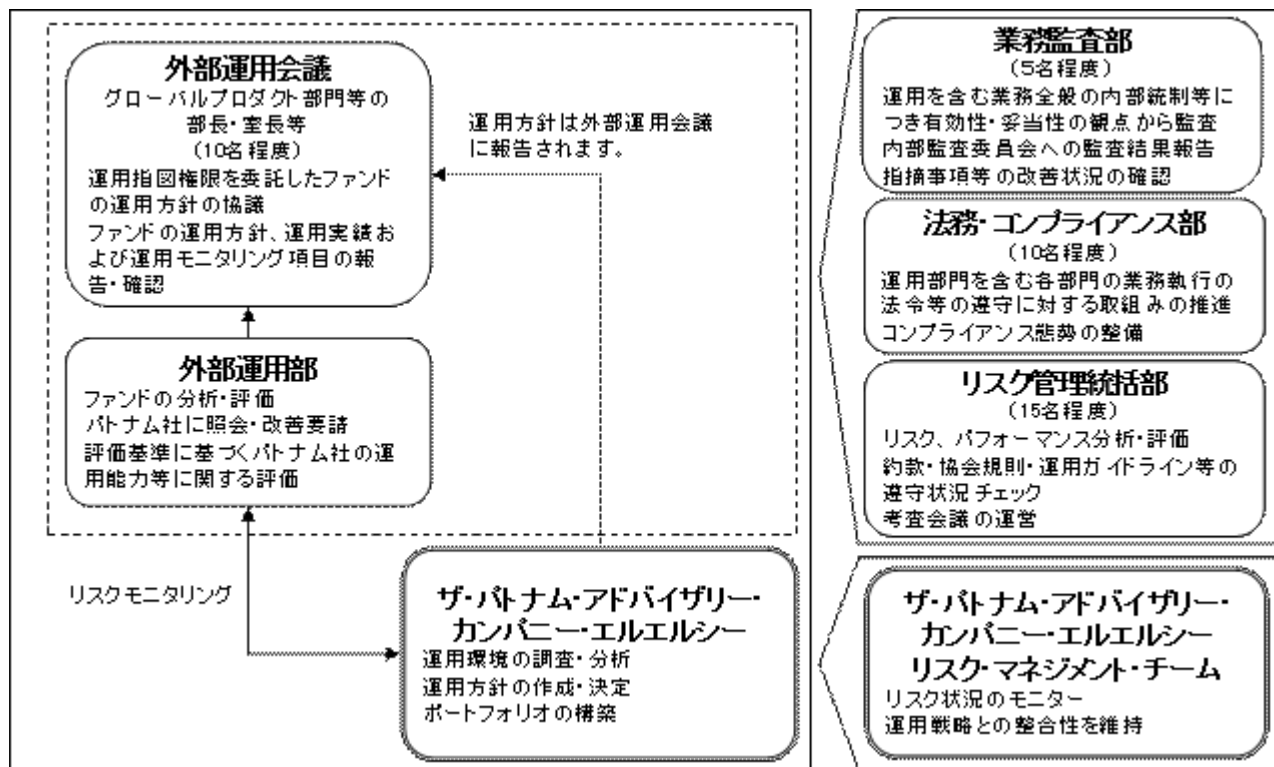 外部運用会議
グローバルプロダクト部門等の
部長・室長等
(10名程度)
運用指図権限を委託したファンド
の運用方針の協議
ファンドの運用方針、運用実績お
よび運用モニタリング項目の報
告・確認
運用方針は外部運用会議
に報告されます。
外部運用部
ファンドの分析・評価
パトナム社に照会・改善要請
評価基準に基づくパトナム社の運
用能力等に関する評価
リスクモニタリング
ザ・パトナム・アドバイザリー・
カンパニー・エルエルシー
運用環境の調査・分析
運用方針の作成・決定
ポートフォリオの構築
業務監査部
(5名程度)
運用を含む業務全般の内部統制等に
つき有効性・妥当性の観点から監査
内部監査委員会への監査結果報告
指摘事項等の改善状況の確認
法務・コンプライアンス部
(10名程度)
運用部門を含む各部門の業務執行の
法令等の遵守に対する取組みの推進
コンプライアンス態勢の整備
リスク管理統括部
(15名程度)
リスク、パフォーマンス分析・評価
約款・協会規則・運用ガイドライン等の
遵守状況チェック
考査会議の運営
ザ・パトナム・アドバイザリー・
カンパニー・エルエルシー
リスク・マネジメント・チーム
リスク状況のモニター
運用戦略との整合性を維持